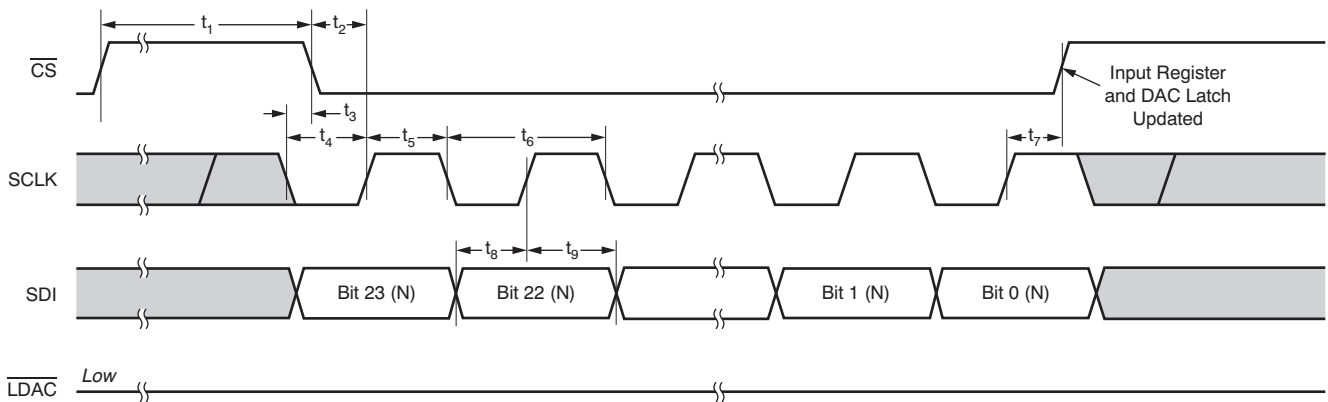 t1
t2
CS
Input Register
and DAC Latch
Updated
t3
t4
t5
t6
t7
SCLK
t8
t9
SDI
Bit 23 (N)
Bit 22 (N)
Bit 1 (N)
Bit 0 (N)
LDAC
Low